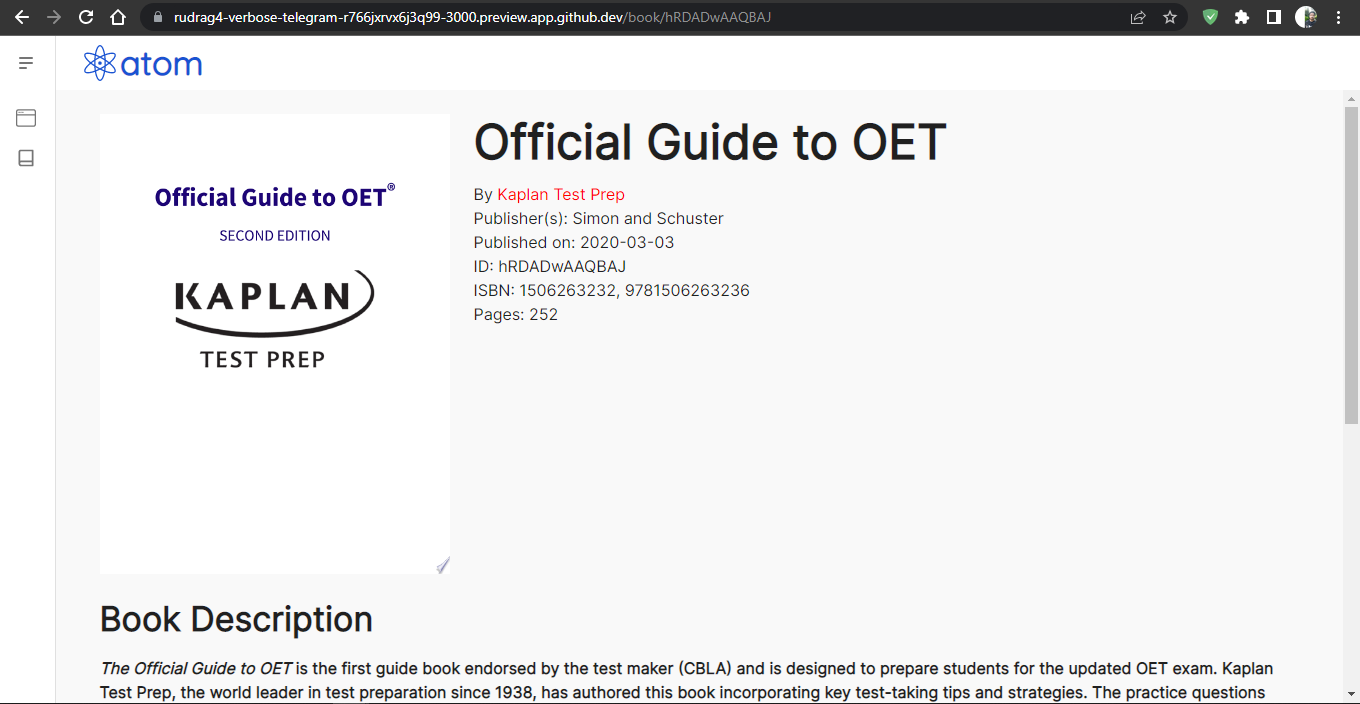 rudrag4-verbose-telegram-r766jxrvx6j3q99-3000.preview.app.github.dev/book/hRDADwAAQBAJ
atom
Official Guide to OET®
SECOND EDITION
KAPLAN
TEST PREP
Official Guide to OET
By Kaplan Test Prep
Publisher(s): Simon and Schuster
Published on: 2020-03-03
ID: hRDADwAAQBAJ
ISBN: 1506263232, 9781506263236
Pages: 252
Book Description
The Official Guide to OET is the first guide book endorsed by the test maker (CBLA) and is designed to prepare students for the updated OET exam. Kaplan
Test Prep, the world leader in test preparation since 1938, has authored this book incorporating key test-taking tips and strategies. The practice questions